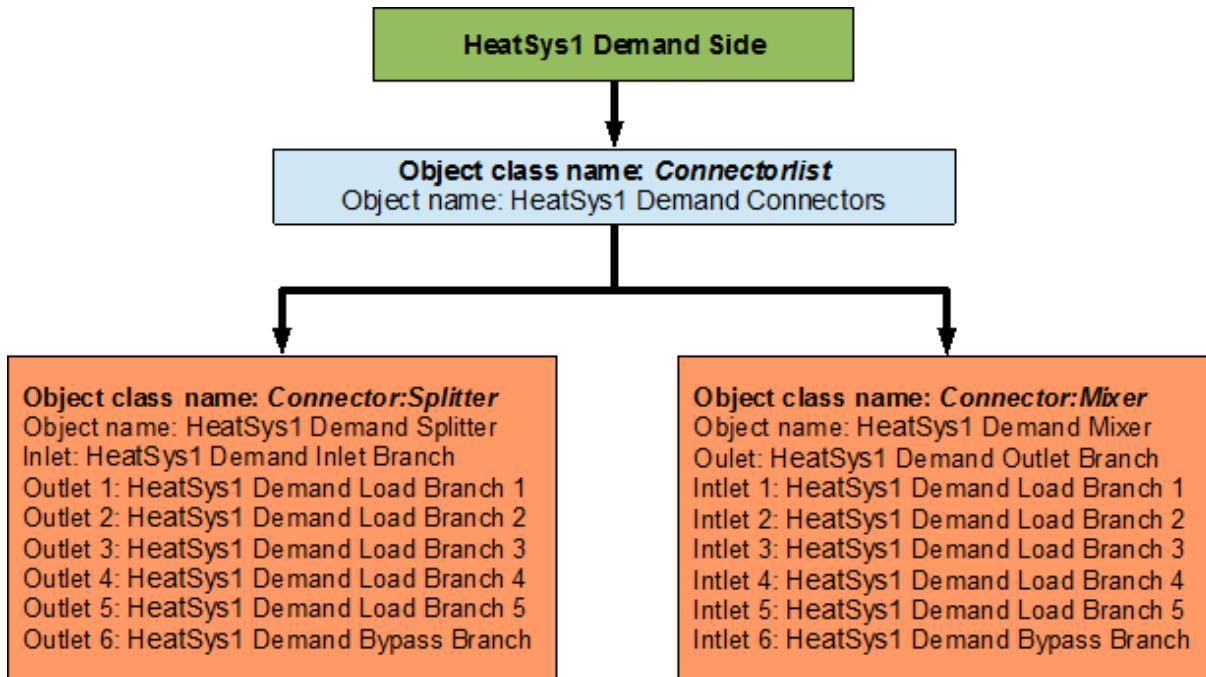 HeatSys1 Demand Side
Object class name: Connectorlist
Object name: HeatSys1 Demand Connectors
Object class name: Connector:Splitter
Object name: HeatSys1 Demand Splitter
Inlet: HeatSys1 Demand Inlet Branch
Outlet 1: HeatSys1 Demand Load Branch 1
Outlet 2: HeatSys1 Demand Load Branch 2
Outlet 3: HeatSys1 Demand Load Branch 3
Outlet 4: HeatSys1 Demand Load Branch 4
Outlet 5: HeatSys1 Demand Load Branch 5
Outlet 6: HeatSys1 Demand Bypass Branch
Object class name: Connector:Mixer
Object name: HeatSys1 Demand Mixer
Oulet: HeatSys1 Demand Outlet Branch
Intlet 1: HeatSys1 Demand Load Branch 1
Intlet 2: HeatSys1 Demand Load Branch 2
Intlet 3: HeatSys1 Demand Load Branch 3
Intlet 4: HeatSys1 Demand Load Branch 4
Intlet 5: HeatSys1 Demand Load Branch 5
Intlet 6: HeatSys1 Demand Bypass Branch